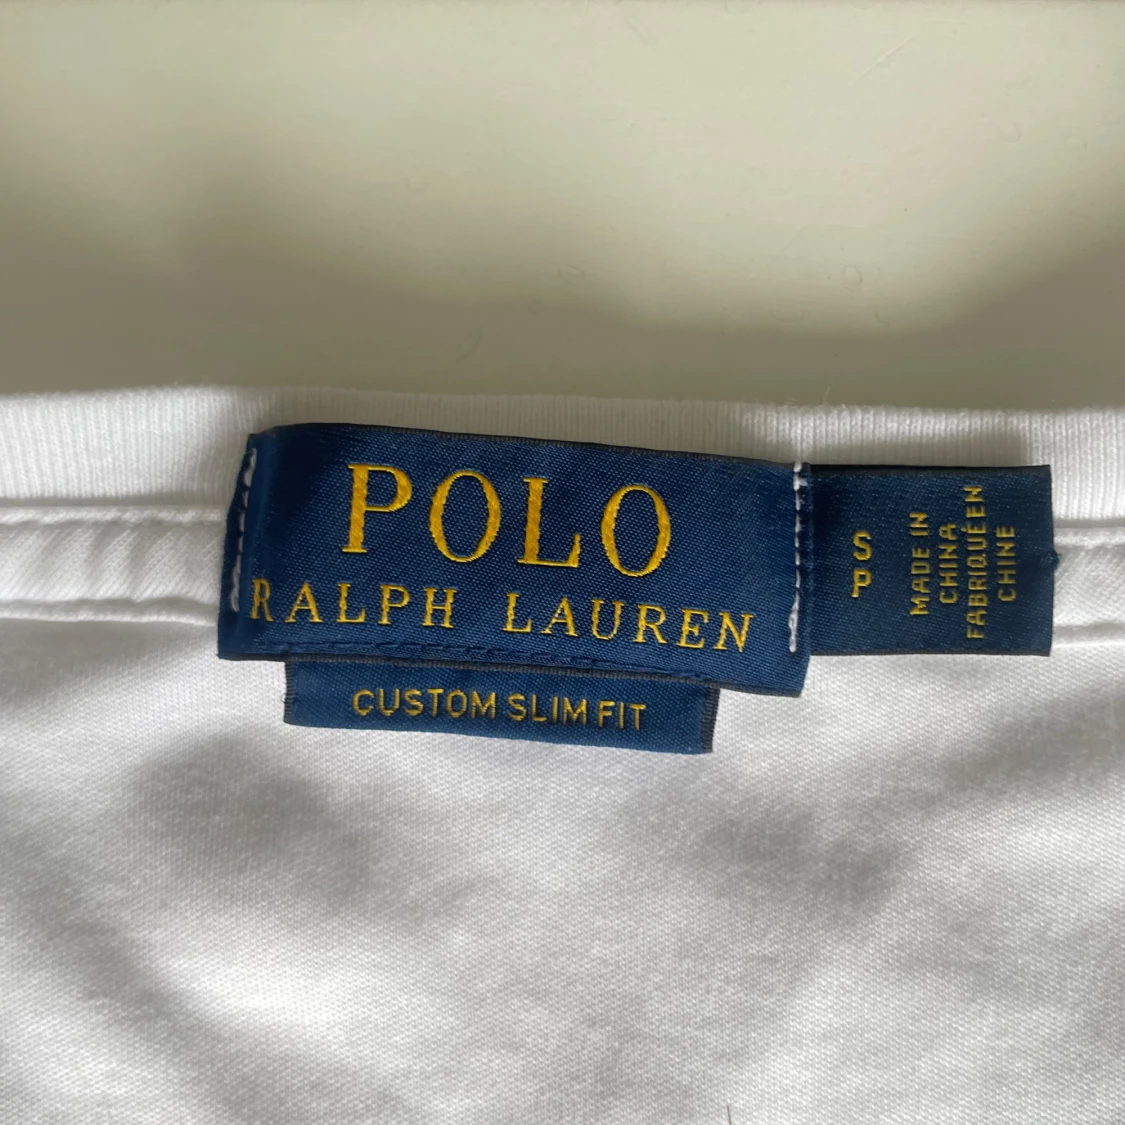 POLO
RALPH LAUREN
CUSTOM SLIM FIT
S
P
MADE IN
CHINA
FABRIQUÉ EN
CHINE